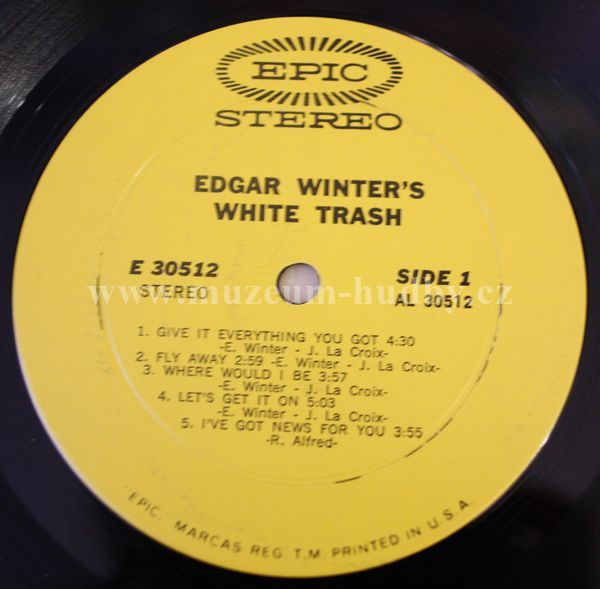 EPIC
STEREO
EDGAR WINTER'S
WHITE TRASH
E 30512
STEREO
SIDE 1
AL 30512
www.muzeum-hudby.cz
1. GIVE IT EVERYTHING YOU GOT 4:30
-E. Winter - J. La Croix-
2. FLY AWAY 2:59 -E. Winter - J. La Croix-
3. WHERE WOULD I BE 3:57
-E. Winter - J. La Croix-
4. LET'S GET IT ON 5:03
-E. Winter - J. La Croix-
5. I'VE GOT NEWS FOR YOU 3:55
-R. Alfred-
"EPIC," MARCAS REG. T.M. PRINTED IN U.S.A.